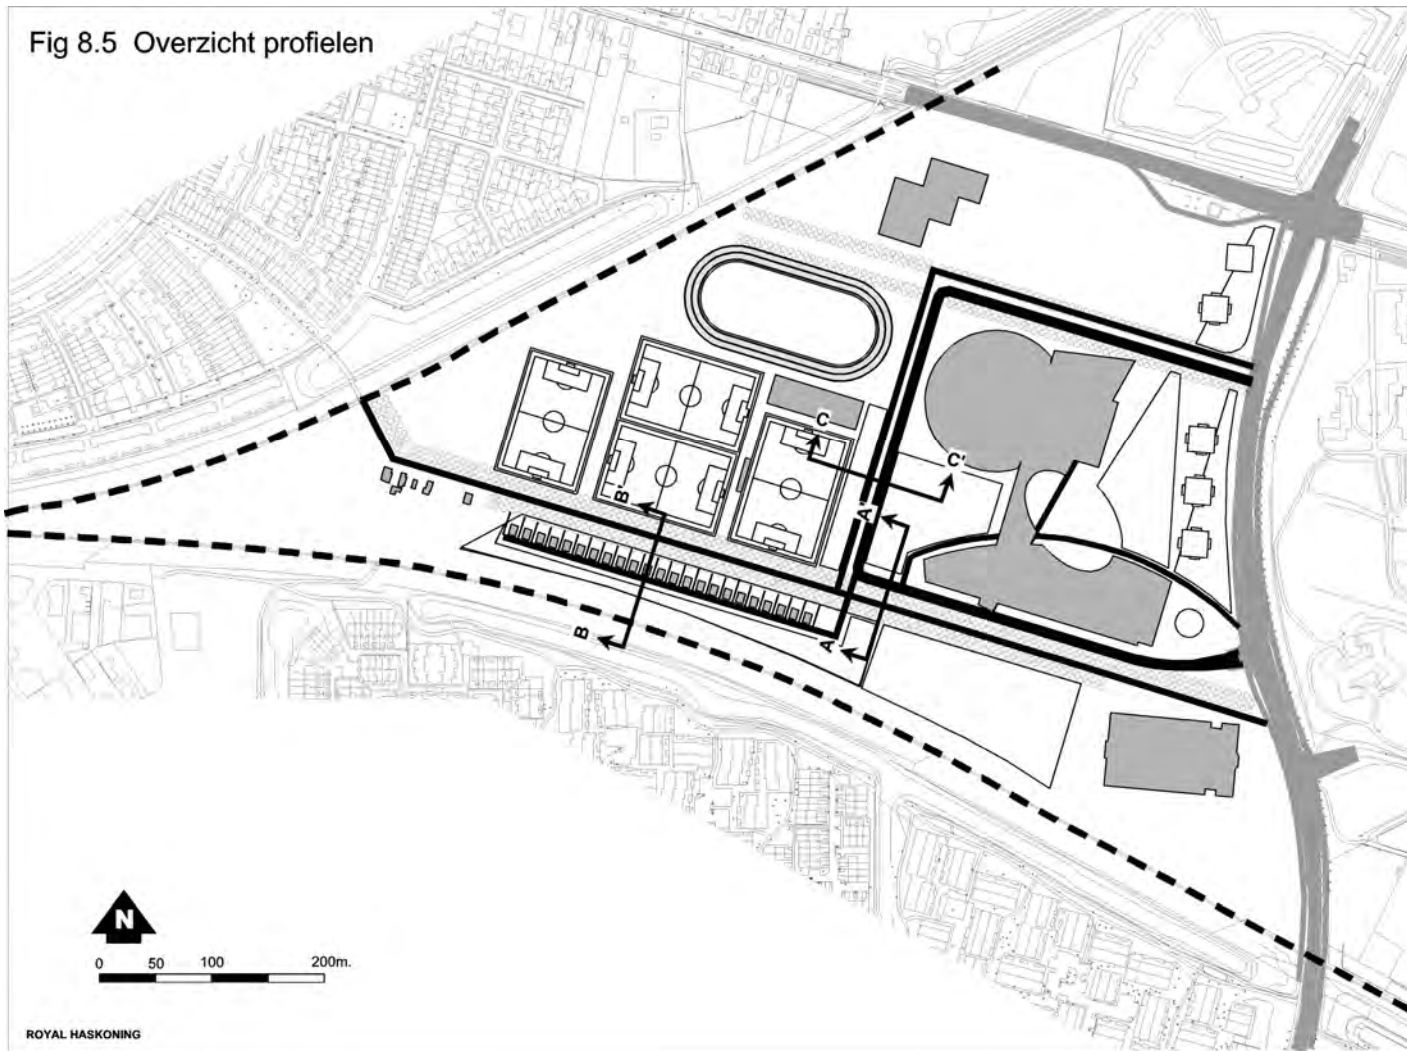 Fig 8.5 Overzicht profielen
C
C'
B'
A'
B
A
N
0 50 100 200m.
ROYAL HASKONING